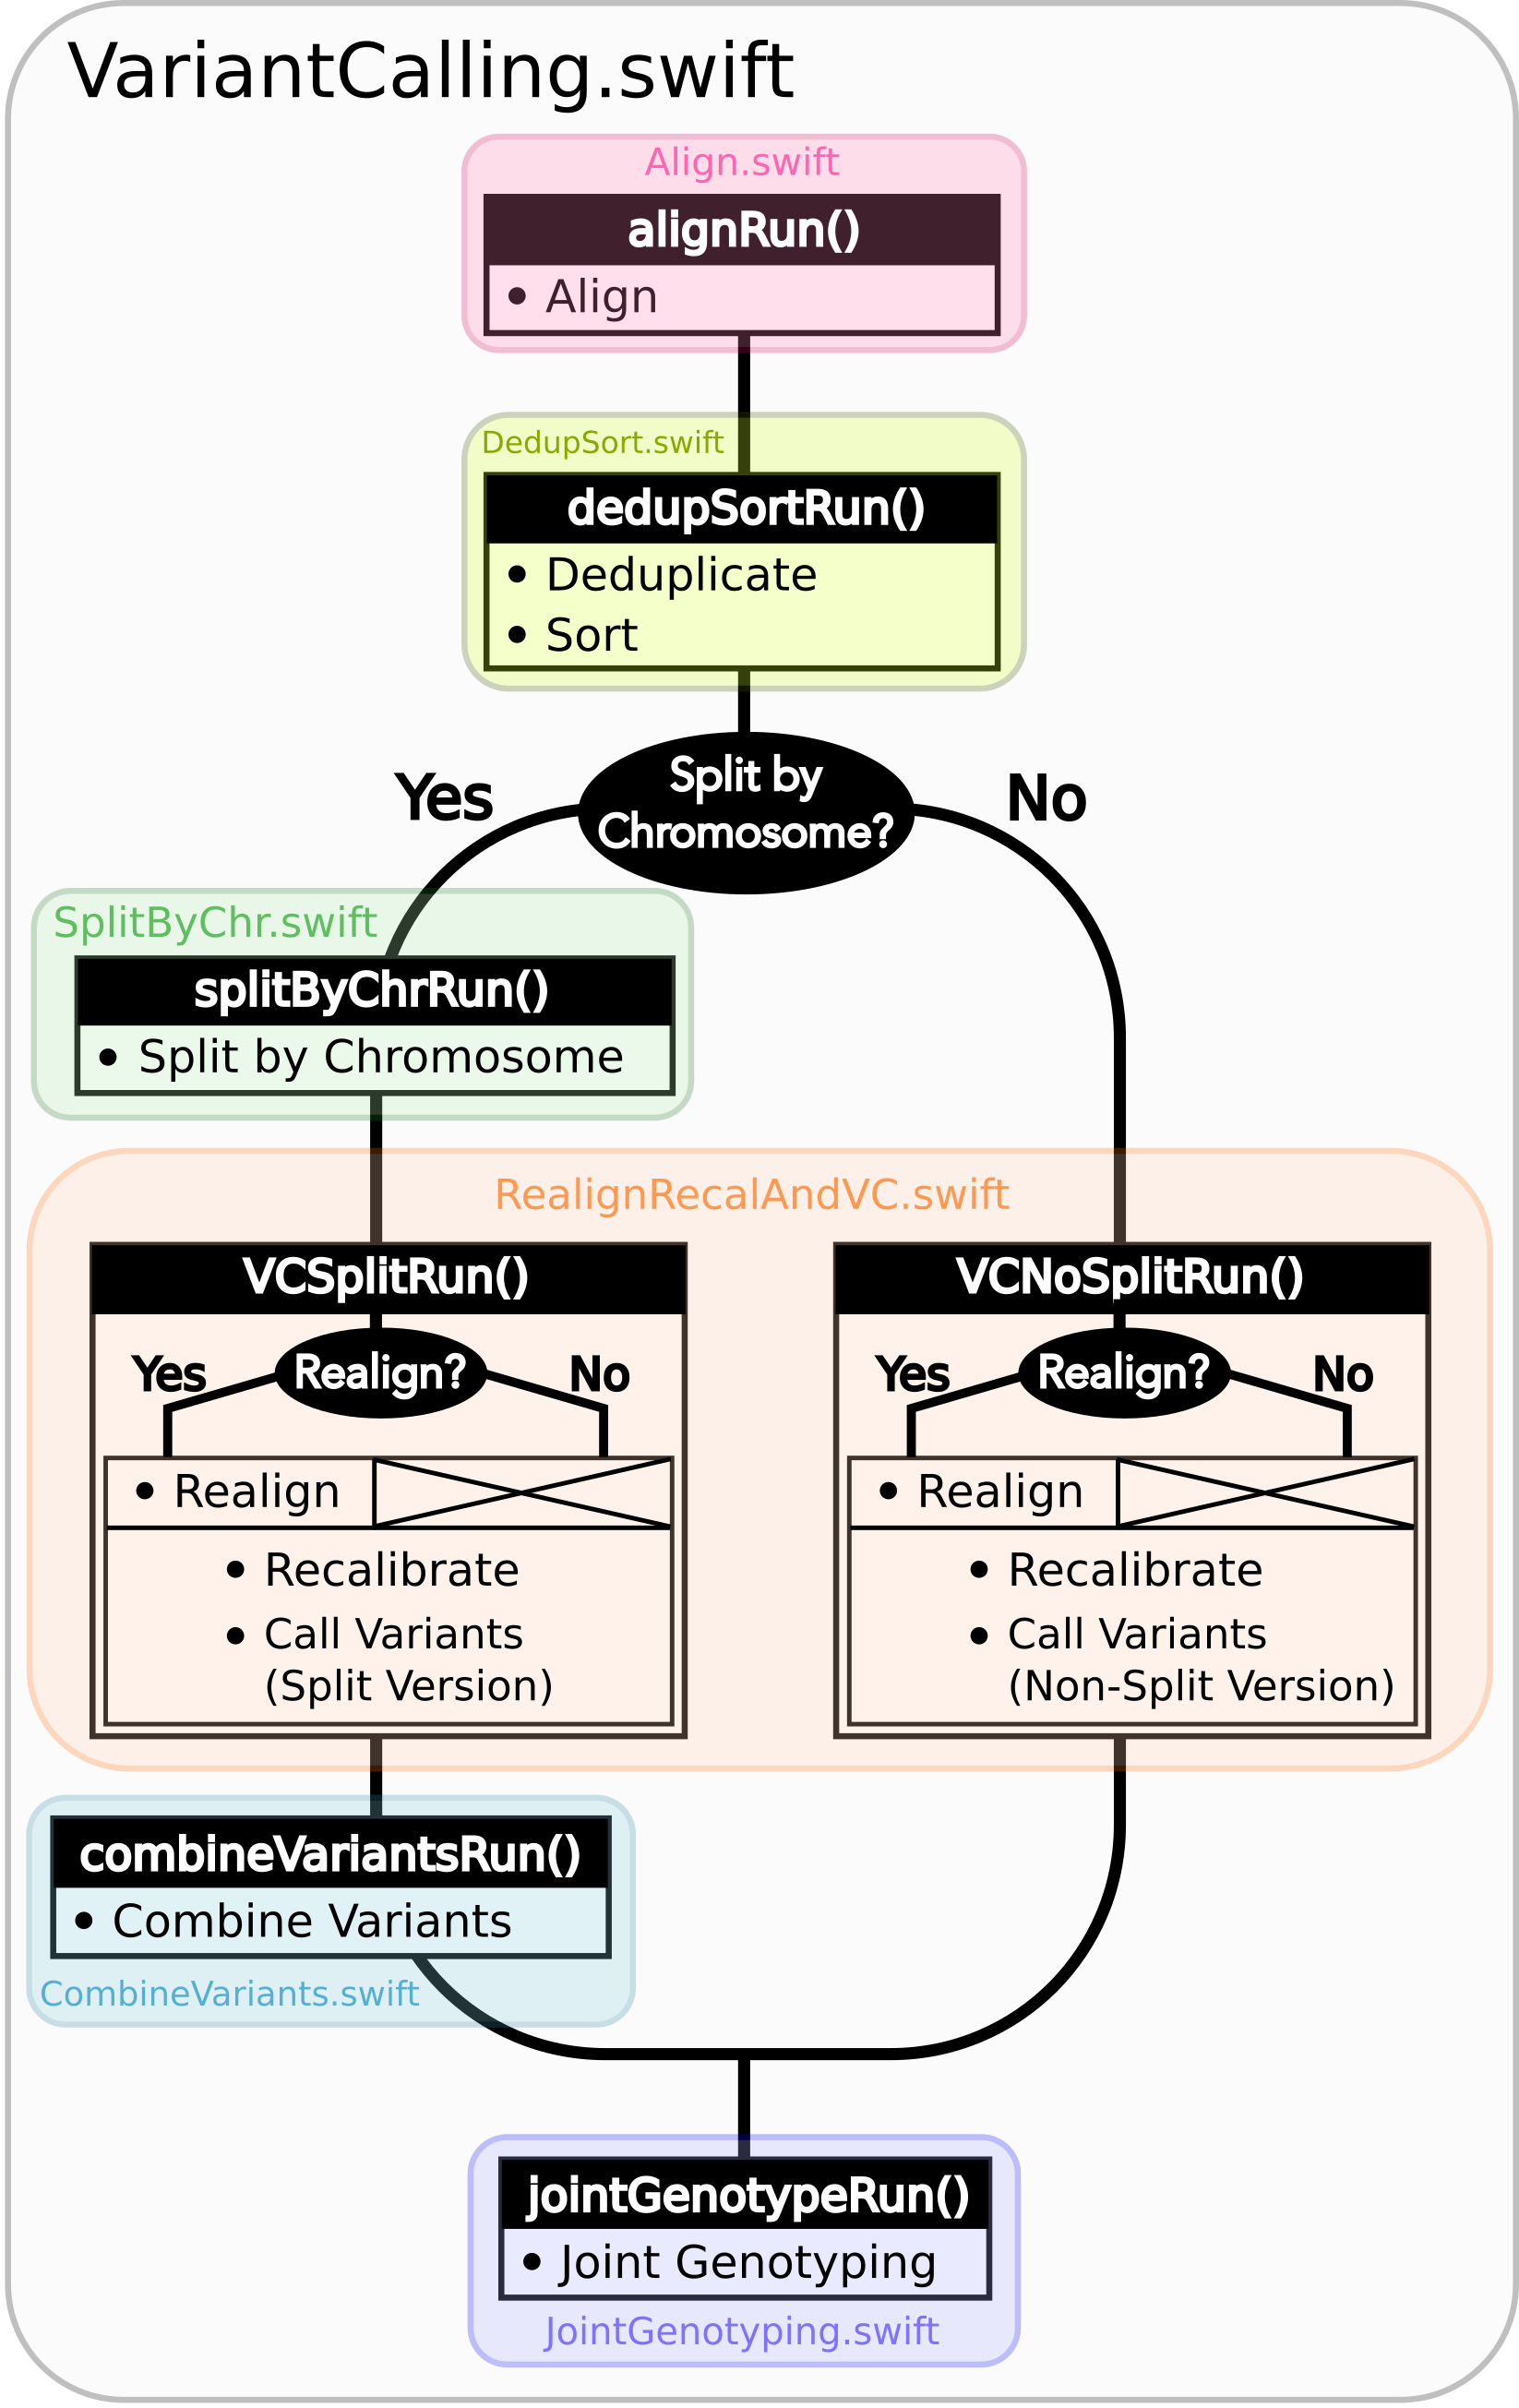 VariantCalling.swift
Align.swift
alignRun()
• Align
DedupSort.swift
dedupSortRun()
• Deduplicate
• Sort
Split by
Chromosome?
Yes
No
SplitByChr.swift
splitByChrRun()
• Split by Chromosome
RealignRecalAndVC.swift
VCSplitRun()
Realign?
Yes
No
• Realign
• Recalibrate
• Call Variants
(Split Version)
VCNoSplitRun()
Realign?
Yes
No
• Realign
• Recalibrate
• Call Variants
(Non-Split Version)
combineVariantsRun()
• Combine Variants
CombineVariants.swift
jointGenotypeRun()
• Joint Genotyping
JointGenotyping.swift